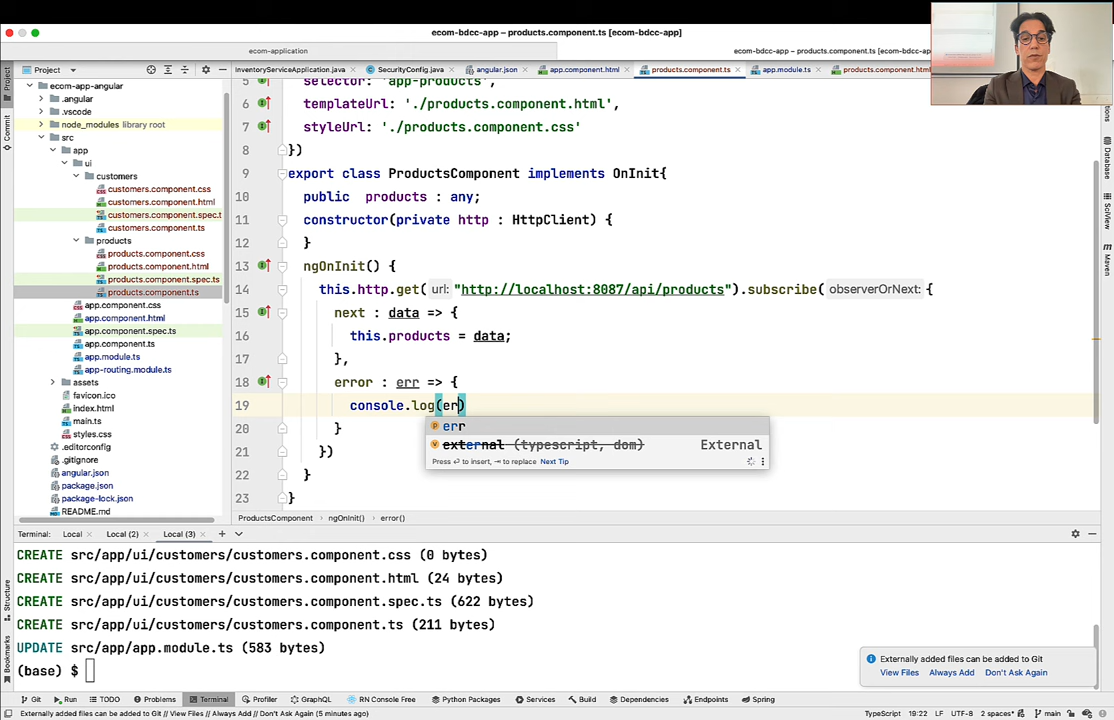 ecom-bdcc-app – products.component.ts [ecom-bdcc-app]
ecom-application
ecom-bdcc-app – products.component.ts [ecom-bdcc-app]
Project
InventoryServiceApplication.java
SecurityConfig.java
angular.json
app.component.html
products.component.ts
app.module.ts
products.component.html
Project
Commit
Structure
Bookmarks
ecom-app-angular
.angular
.vscode
node_modules library root
src
app
ui
customers
customers.component.css
customers.component.html
customers.component.spec.t
customers.component.ts
products
products.component.css
products.component.html
products.component.spec.ts
products.component.ts
app.component.css
app.component.html
app.component.spec.ts
app.component.ts
app.module.ts
app-routing.module.ts
assets
favicon.ico
index.html
main.ts
styles.css
.editorconfig
.gitignore
angular.json
package.json
package-lock.json
README.md
5 selector: 'app-products',
6 templateUrl: './products.component.html',
7 styleUrl: './products.component.css'
8 })
9 export class ProductsComponent implements OnInit{
10 public products : any;
11 constructor(private http : HttpClient) {
12 }
13 ngOnInit() {
14 this.http.get( url: "http://localhost:8087/api/products").subscribe( observerOrNext: {
15 next : data => {
16 this.products = data;
17 },
18 error : err => {
19 console.log(er)
20 }
21 })
22 }
23 }
err
external (typescript, dom) External
Press ⏎ to insert, ⇥ to replace Next Tip
ProductsComponent ngOnInit() error()
Database
SciView
Maven
Terminal: Local Local (2) Local (3)
CREATE src/app/ui/customers/customers.component.css (0 bytes)
CREATE src/app/ui/customers/customers.component.html (24 bytes)
CREATE src/app/ui/customers/customers.component.spec.ts (622 bytes)
CREATE src/app/ui/customers/customers.component.ts (211 bytes)
UPDATE src/app/app.module.ts (583 bytes)
(base) $
Externally added files can be added to Git
View Files Always Add Don't Ask Again
Git Run TODO Problems Terminal Profiler GraphQL RN Console Free Python Packages Services Build Dependencies Endpoints Spring
Externally added files can be added to Git // View Files // Always Add // Don't Ask Again (5 minutes ago)
TypeScript 19:22 LF UTF-8 2 spaces* main